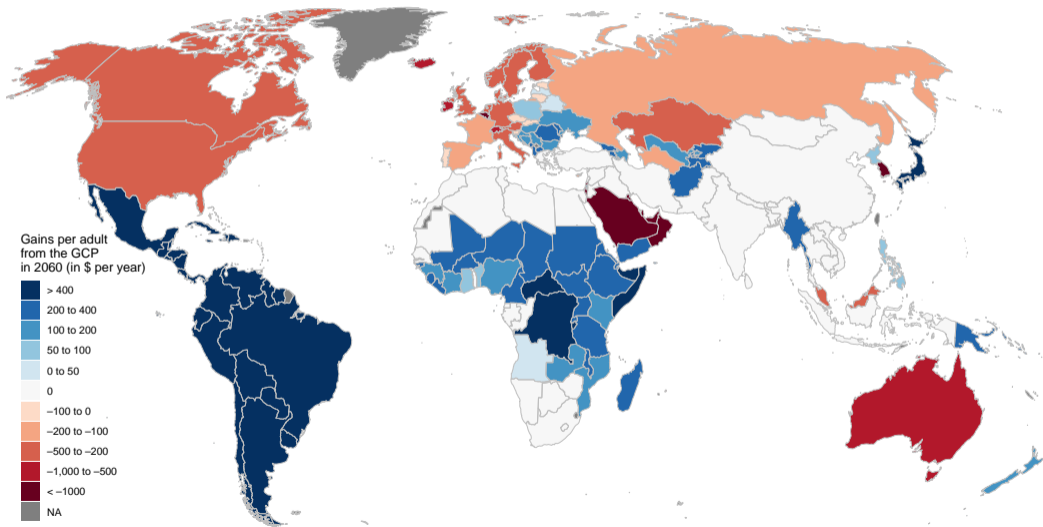 Gains per adult
from the GCP
in 2060 (in $ per year)
> 400
200 to 400
100 to 200
50 to 100
0 to 50
0
–100 to 0
–200 to –100
–500 to –200
–1,000 to –500
< –1000
NA